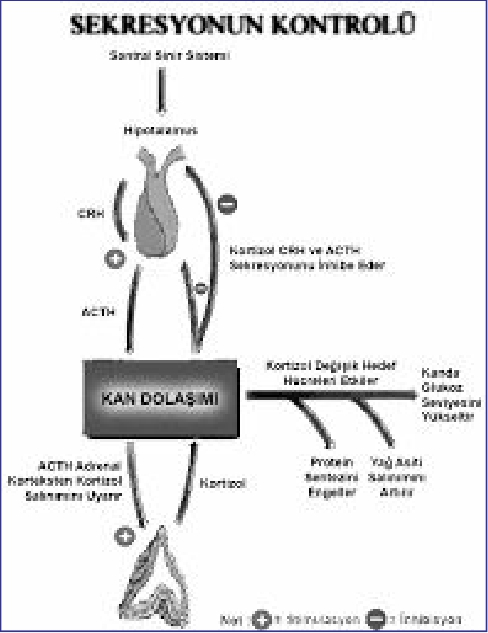 SEKRESYONUN KONTROLÜ
Santral Sinir Sistemi
Hipotalamus
CRH
Kortizol CRH ve ACTH
Sekresyonunu İnhibe Eder
ACTH
KAN DOLAŞIMI
Kortizol Değişik Hedef
Hücreleri Etkiler
Kanda
Glukoz
Seviyesini
Yükseltir
Protein
Sentezini
Engeller
Yağ Asiti
Salınımını
Artırır
ACTH Adrenal
Korteksten Kortizol
Salınımını Uyarır
Kortizol
Not: + = Stimulasyon - = İnhibisyon